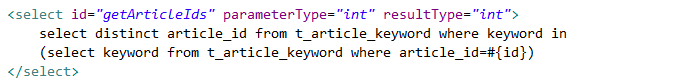 <select id="getArticleIds" parameterType="int" resultType="int">
    select distinct article_id from t_article_keyword where keyword in
    (select keyword from t_article_keyword where article_id=#{id})
</select>